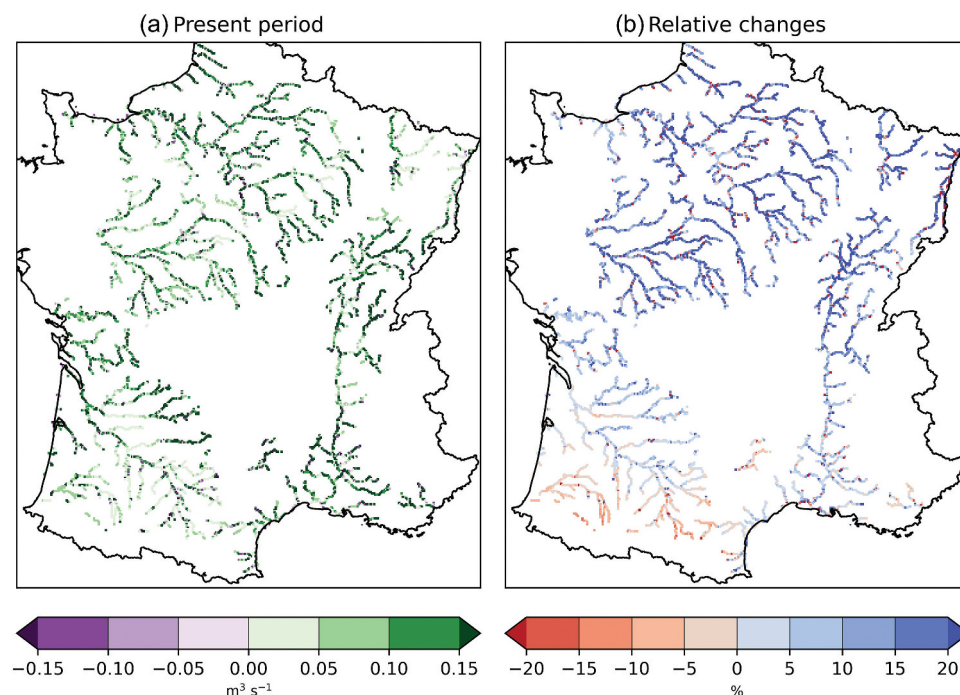 (a) Present period
(b) Relative changes
−0.15 −0.10 −0.05 0.00 0.05 0.10 0.15
m³ s⁻¹
−20 −15 −10 −5 0 5 10 15 20
%